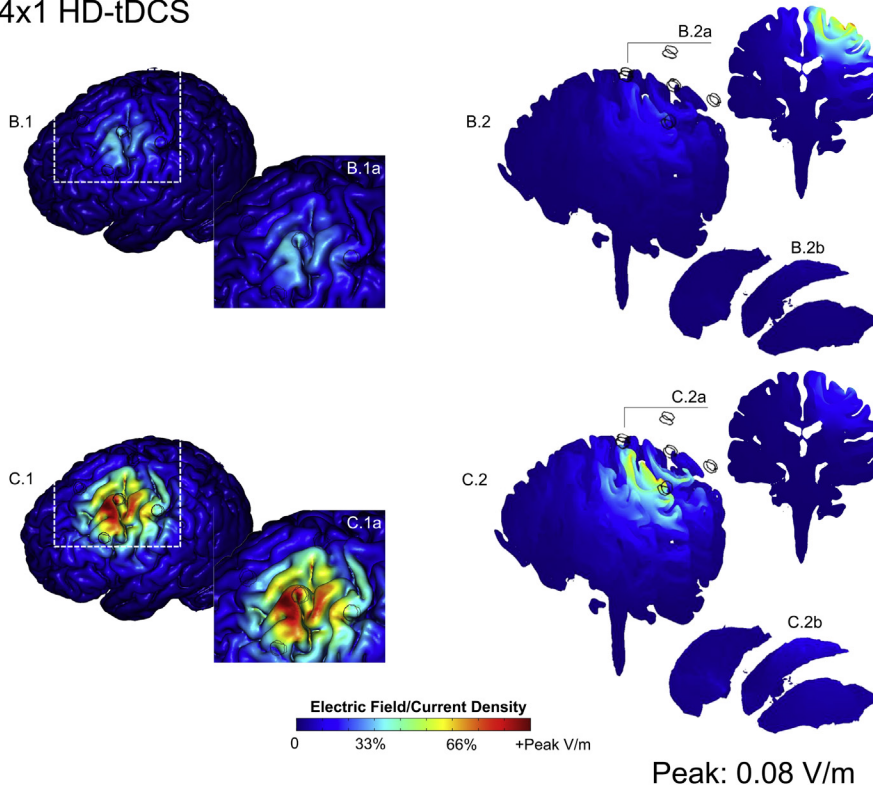 4x1 HD-tDCS
B.1
B.1a
B.2a
B.2
B.2b
C.1
C.1a
C.2a
C.2
C.2b
Electric Field/Current Density
0 33% 66% +Peak V/m
Peak: 0.08 V/m